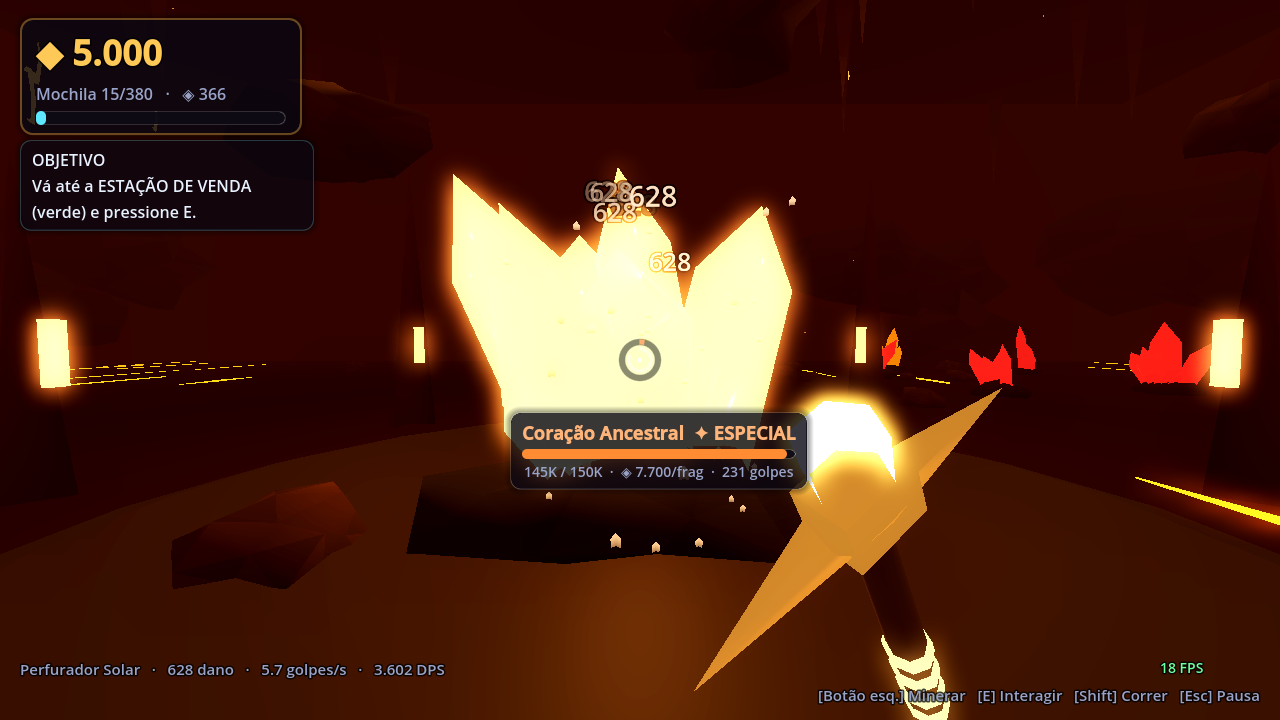 ◆ 5.000
Mochila 15/380 · ◈ 366
OBJETIVO
Vá até a ESTAÇÃO DE VENDA
(verde) e pressione E.
628
628
628
628
Coração Ancestral ✦ ESPECIAL
145K / 150K · ◈ 7.700/frag · 231 golpes
Perfurador Solar · 628 dano · 5.7 golpes/s · 3.602 DPS
18 FPS
[Botão esq.] Minerar [E] Interagir [Shift] Correr [Esc] Pausa